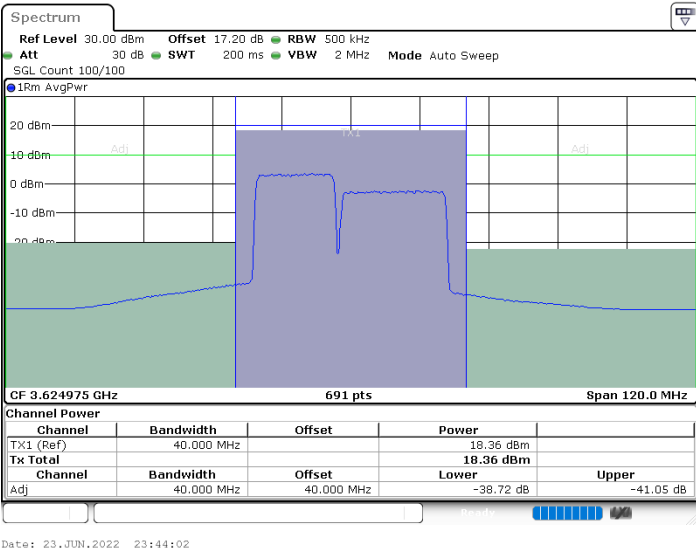 Spectrum
Ref Level 30.00 dBm Offset 17.20 dB RBW 500 kHz
Att 30 dB SWT 200 ms VBW 2 MHz Mode Auto Sweep
SGL Count 100/100
1Rm AvgPwr
20 dBm
TX1
Adj Adj
10 dBm
0 dBm
-10 dBm
-20 dBm
CF 3.624975 GHz 691 pts Span 120.0 MHz
Channel Power
Channel Bandwidth Offset Power
TX1 (Ref) 40.000 MHz 18.36 dBm
Tx Total 18.36 dBm
Channel Bandwidth Offset Lower Upper
Adj 40.000 MHz 40.000 MHz -38.72 dB -41.05 dB
Ready
Date: 23.JUN.2022 23:44:02